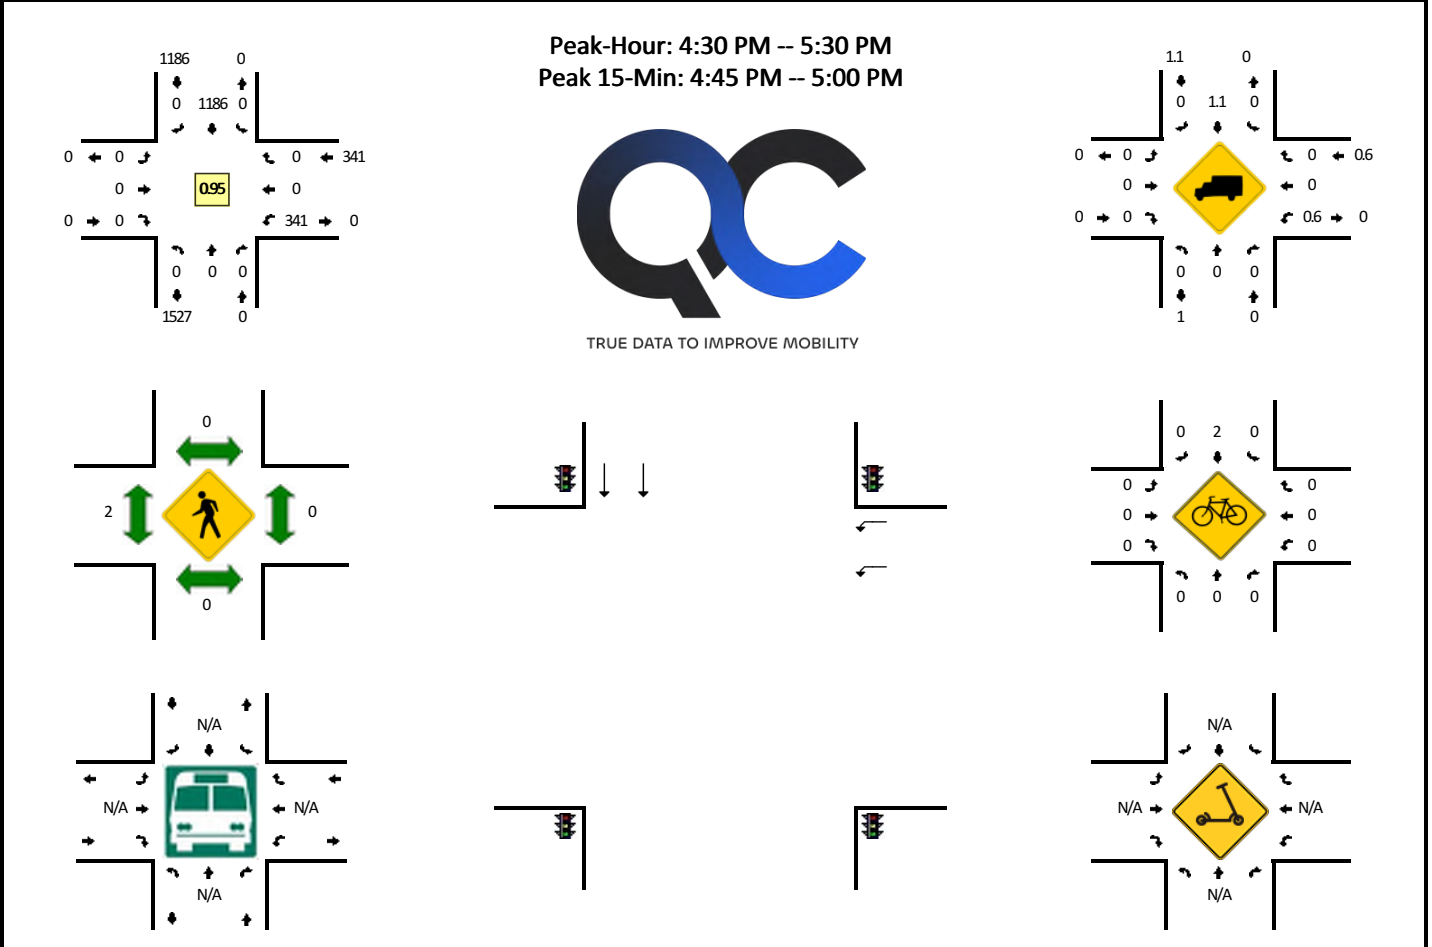 Peak-Hour: 4:30 PM -- 5:30 PM
Peak 15-Min: 4:45 PM -- 5:00 PM
TRUE DATA TO IMPROVE MOBILITY
1186 0
0 1186 0
0 0 0 341
0 0.95 0
0 0 341 0
0 0 0
1527 0
1.1 0
0 1.1 0
0 0 0 0.6
0 0
0 0 0.6 0
0 0 0
1 0
0
2 0
0
0 2 0
0 0
0 0
0 0
0 0 0
N/A
N/A N/A
N/A
N/A
N/A N/A
N/A